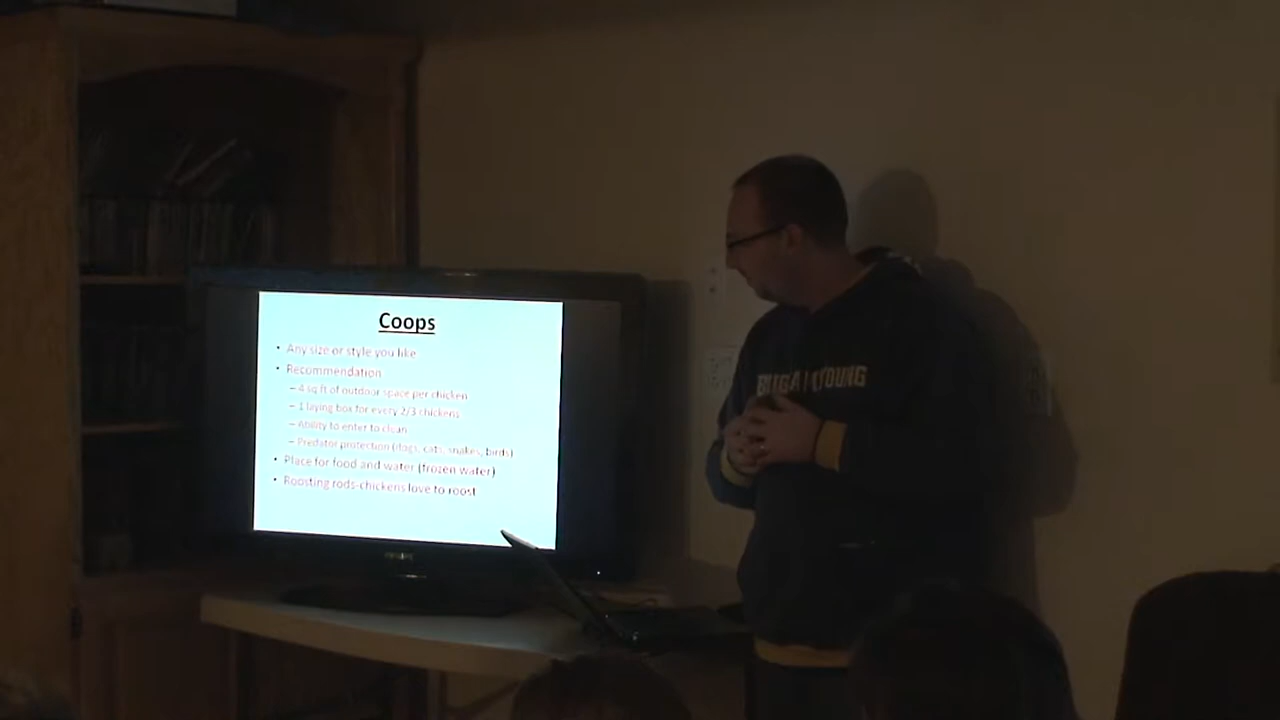 Coops
• Any size or style you like
• Recommendation
– 4 sq ft of outdoor space per chicken
– 1 laying box for every 2/3 chickens
– Ability to enter to clean
– Predator protection (dogs, cats, snakes, birds)
• Place for food and water (frozen water)
• Roosting rods-chickens love to roost
PHILIPS
BRIGHAM YOUNG